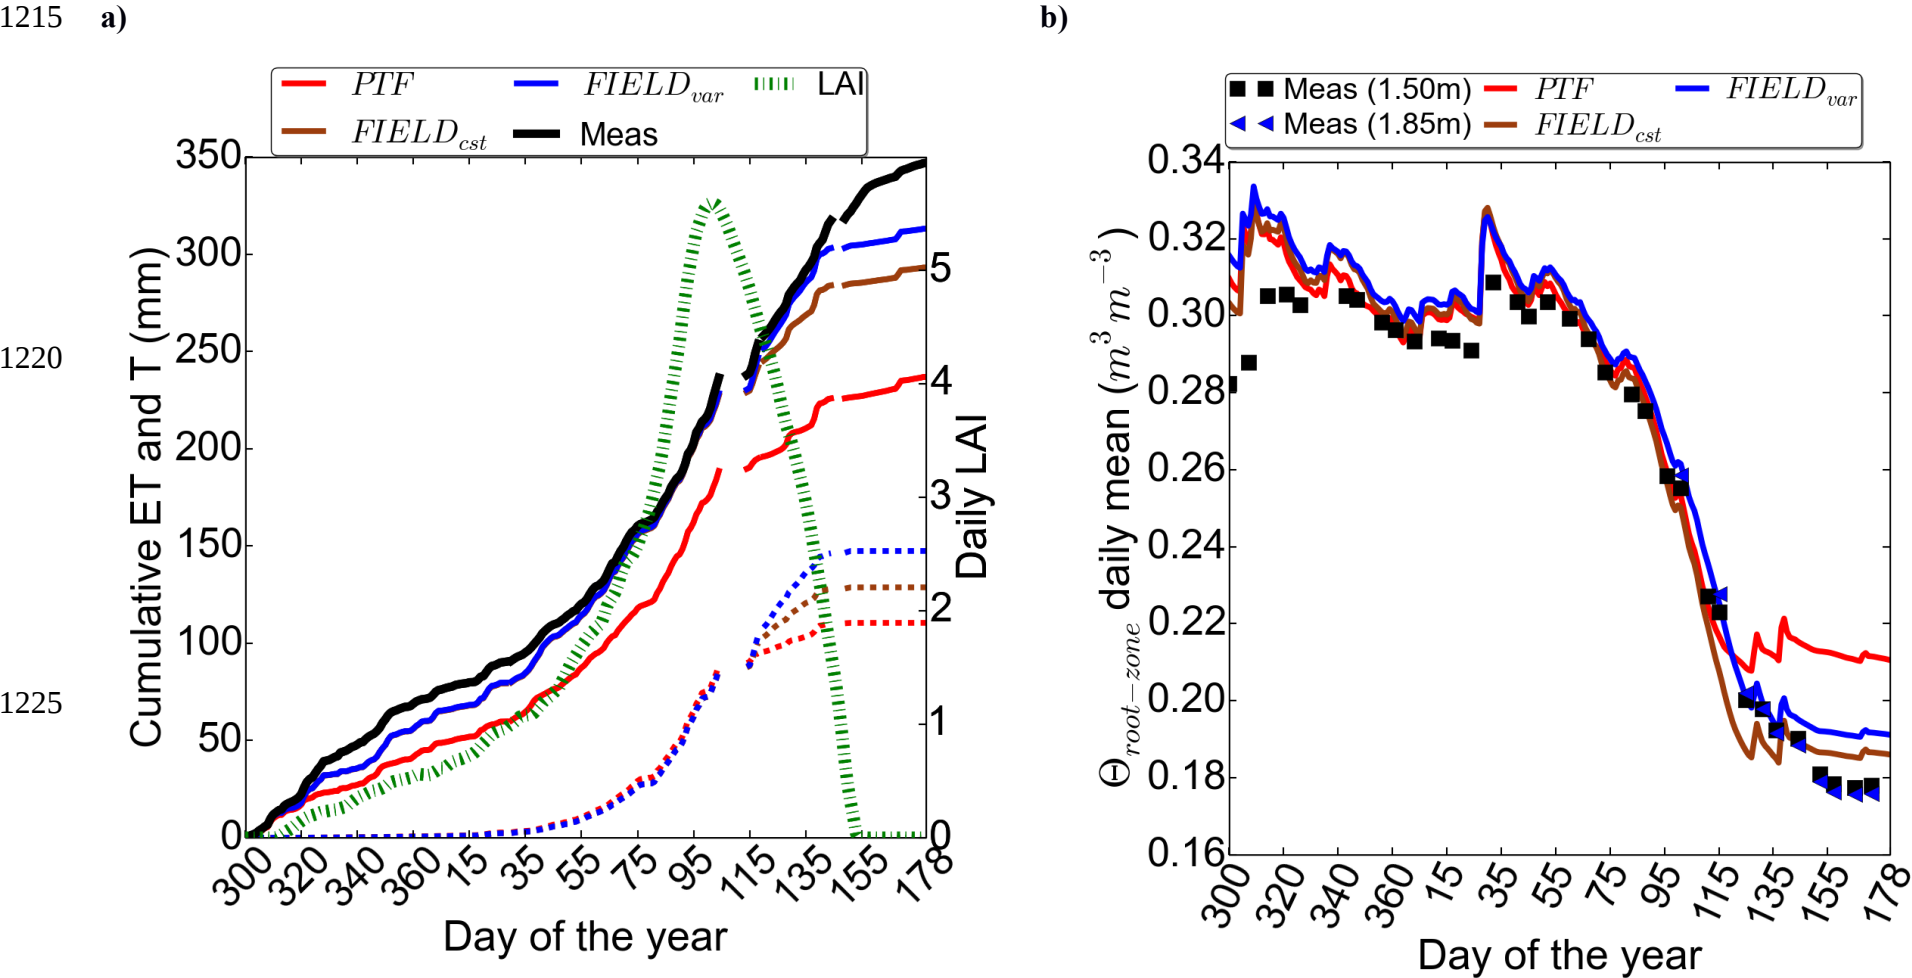 1215 a) b)
PTF FIELDvar LAI
FIELDcst Meas
Meas (1.50m) PTF FIELDvar
Meas (1.85m) FIELDcst
350
300
250
200
150
100
50
0
Cumulative ET and T (mm)
5
4
3
2
1
0
Daily LAI
300 320 340 360 15 35 55 75 95 115 135 155 178
Day of the year
1220
1225
0.34
0.32
0.30
0.28
0.26
0.24
0.22
0.20
0.18
0.16
Θroot−zone daily mean (m³ m⁻³)
300 320 340 360 15 35 55 75 95 115 135 155 178
Day of the year